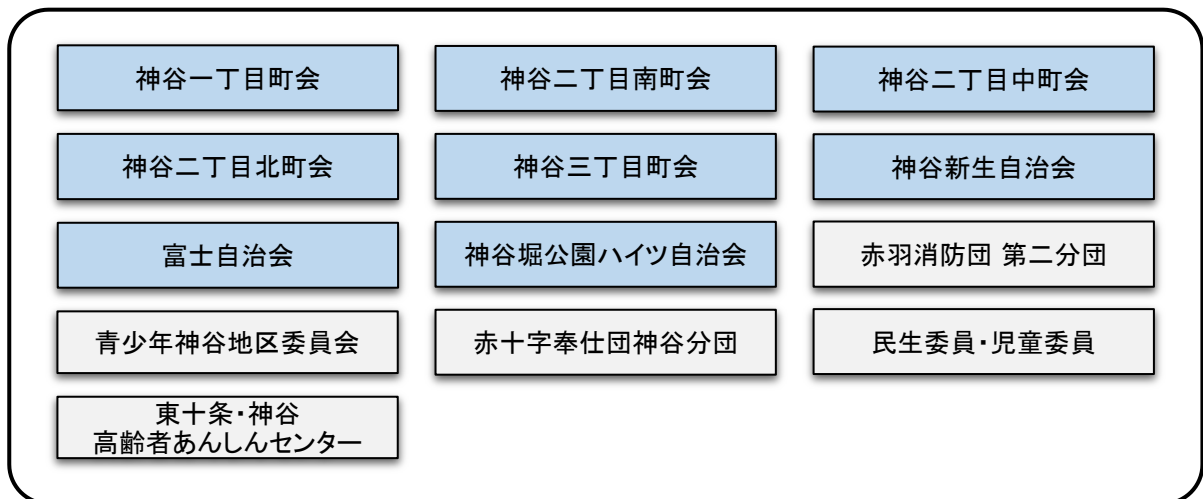 神谷一丁目町会
神谷二丁目南町会
神谷二丁目中町会
神谷二丁目北町会
神谷三丁目町会
神谷新生自治会
富士自治会
神谷堀公園ハイツ自治会
赤羽消防団 第二分団
青少年神谷地区委員会
赤十字奉仕団神谷分団
民生委員・児童委員
東十条・神谷
高齢者あんしんセンター